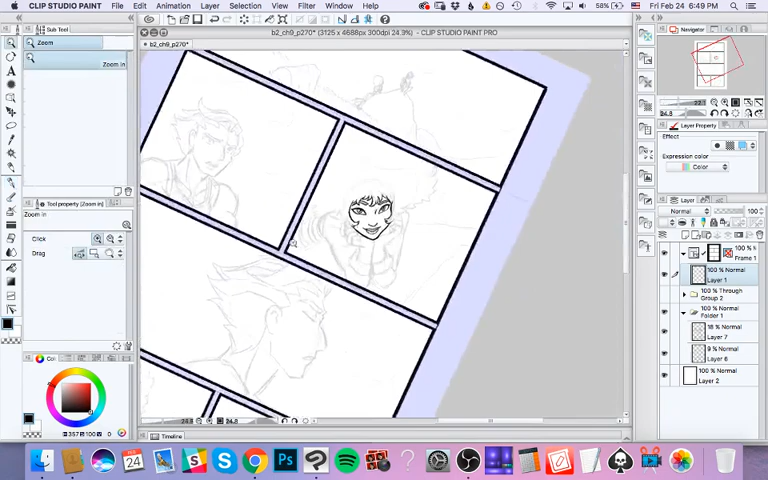 CLIP STUDIO PAINT File Edit Animation Layer Selection View Filter Window Help
58% Fri Feb 24 6:49 PM
b2_ch9_p270* (3125 x 4688px 300dpi 24.3%) - CLIP STUDIO PAINT PRO
Sub Tool
b2_ch9_p270*
Navigator
Zoom
Zoom in
Tool property [Zoom in]
Zoom in
Click
Drag
Layer Property
Expression color
Color
Layer
Normal
100
Frame 1
100 % Normal
Layer 1
100 % Through
Group 2
100 % Normal
Folder 1
18 % Normal
Layer 7
9 % Normal
Layer 6
100 % Normal
Layer 2
Timeline
FEB
24